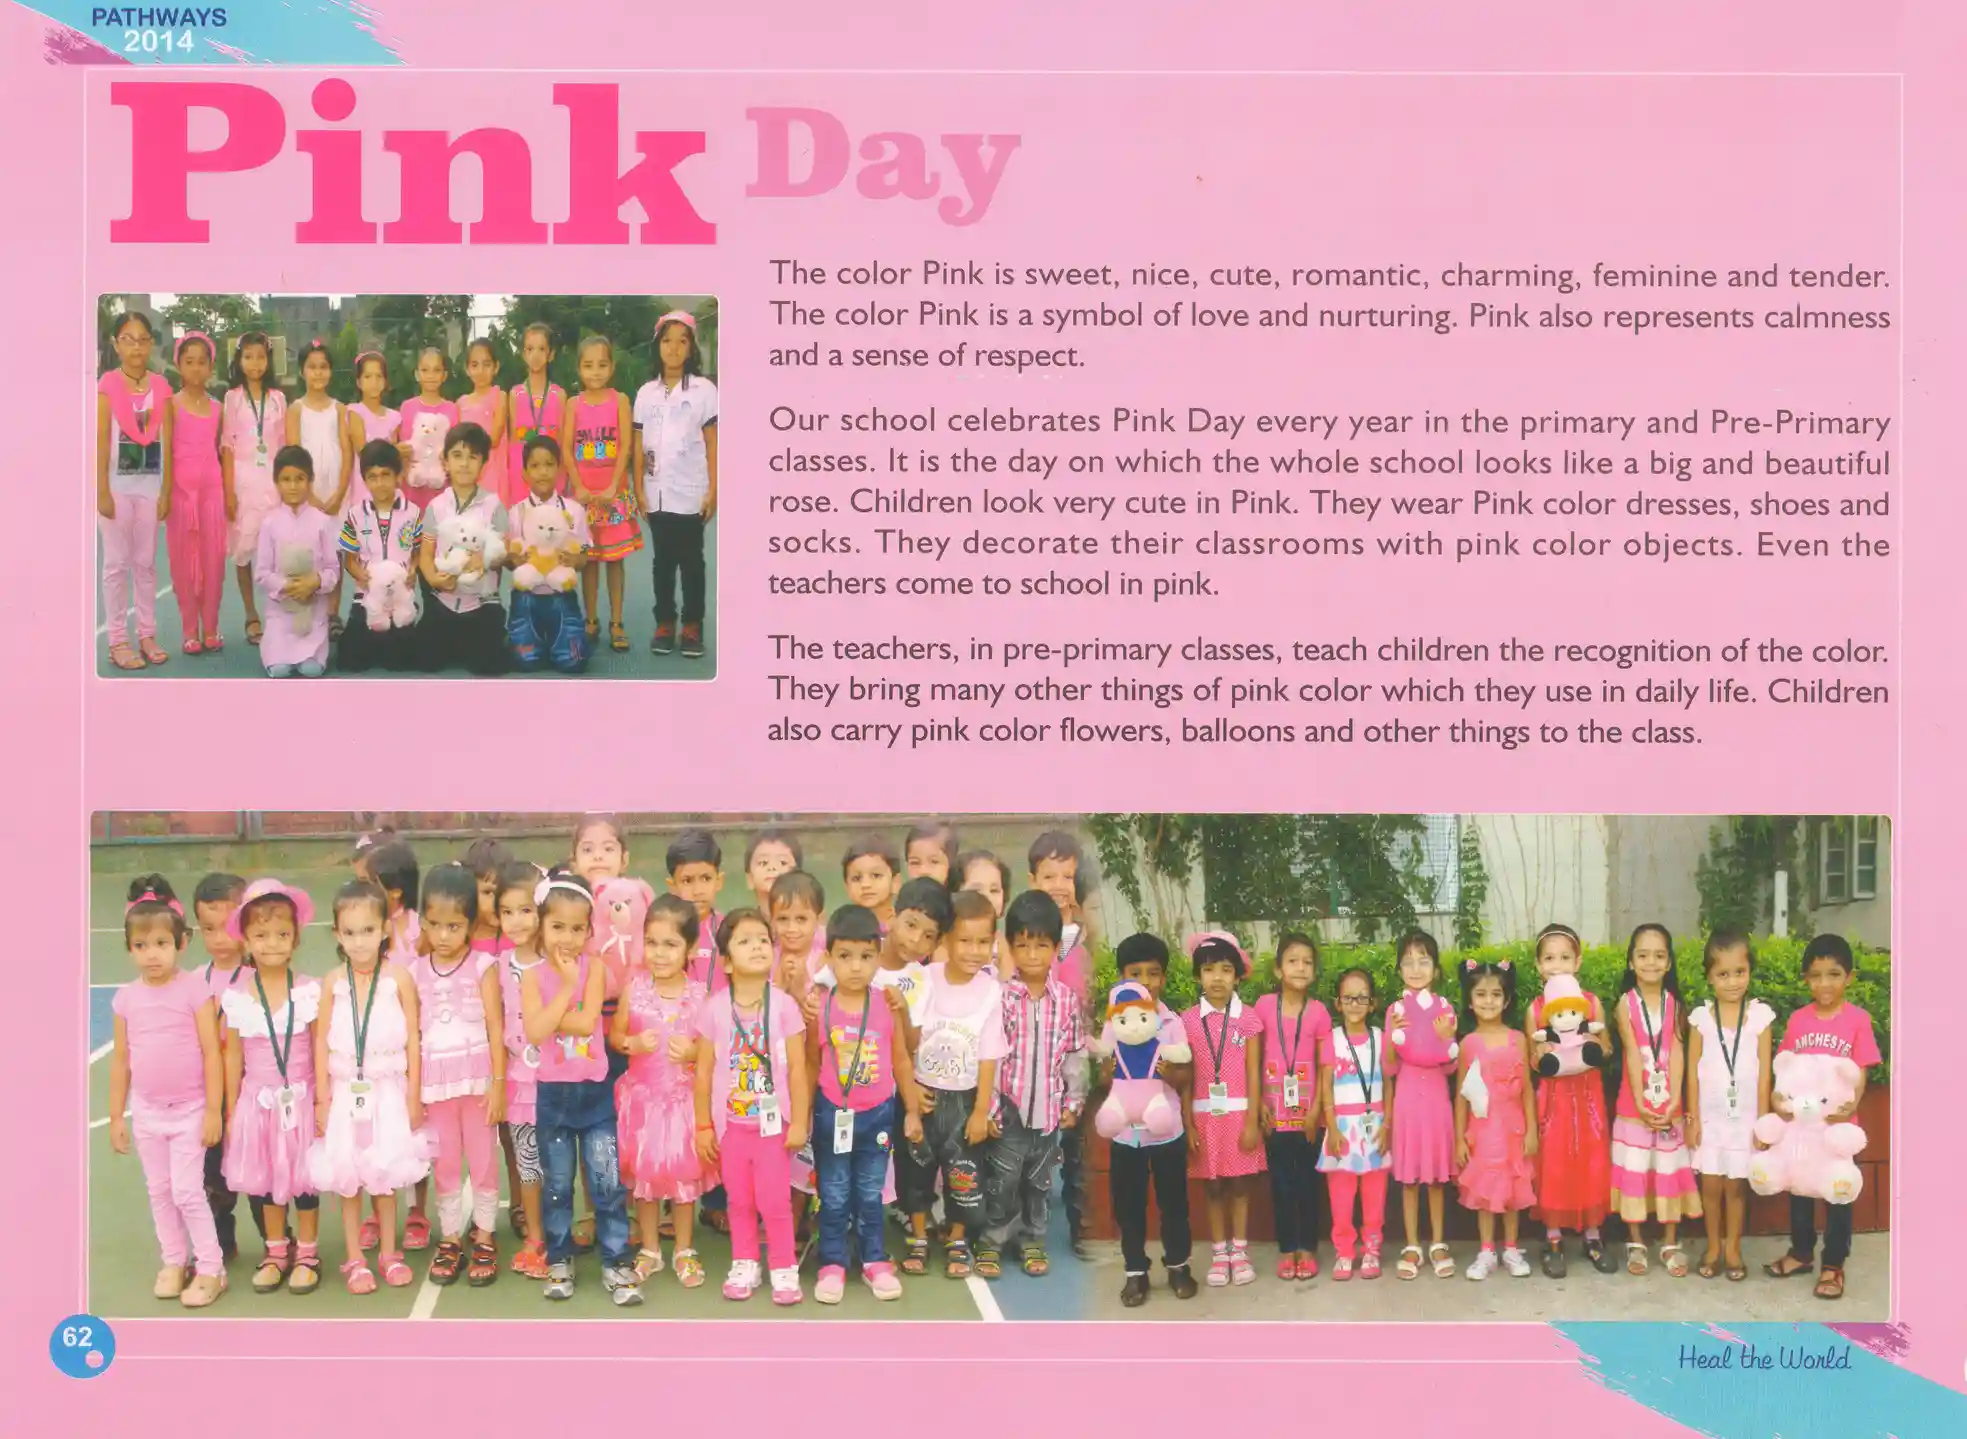 PATHWAYS
2014
Pink Day
The color Pink is sweet, nice, cute, romantic, charming, feminine and tender.
The color Pink is a symbol of love and nurturing. Pink also represents calmness
and a sense of respect.
Our school celebrates Pink Day every year in the primary and Pre-Primary
classes. It is the day on which the whole school looks like a big and beautiful
rose. Children look very cute in Pink. They wear Pink color dresses, shoes and
socks. They decorate their classrooms with pink color objects. Even the
teachers come to school in pink.
The teachers, in pre-primary classes, teach children the recognition of the color.
They bring many other things of pink color which they use in daily life. Children
also carry pink color flowers, balloons and other things to the class.
SMILE
ANCHESTE
62
Heal the World